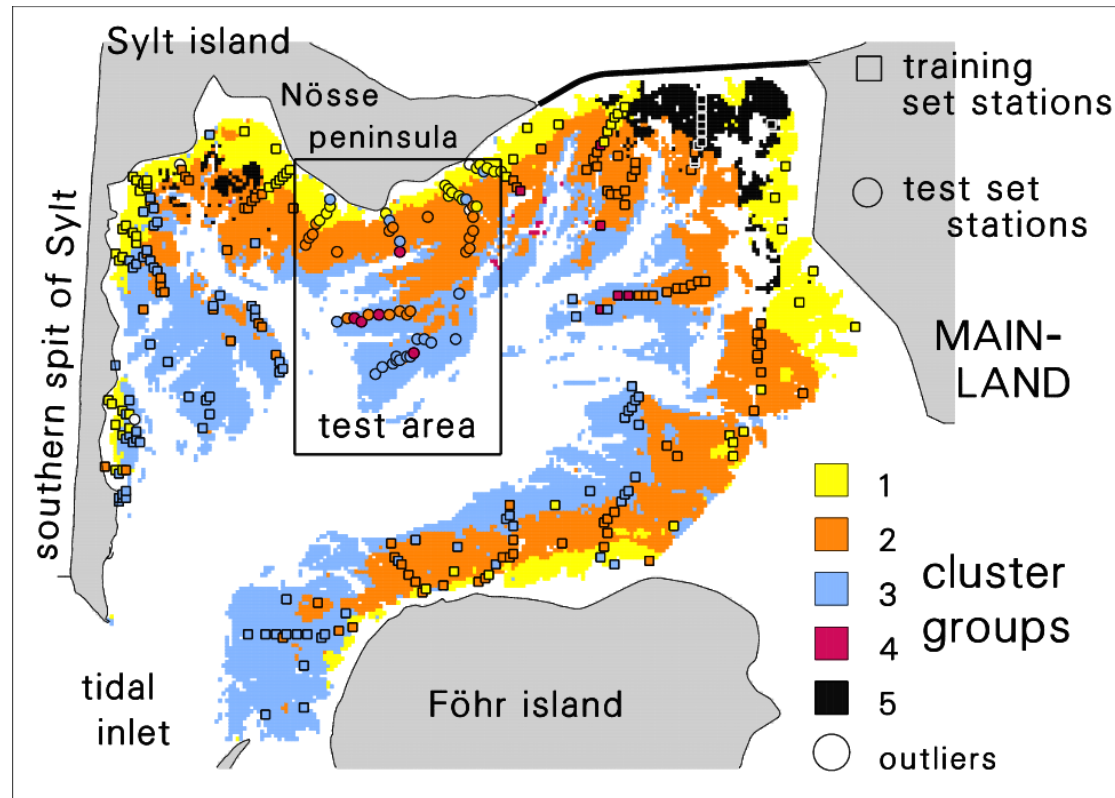 Sylt island
Nösse
peninsula
training
set stations
test set
stations
southern spit of Sylt
MAIN-
LAND
test area
1
2
3
4
5
cluster
groups
outliers
tidal
inlet
Föhr island